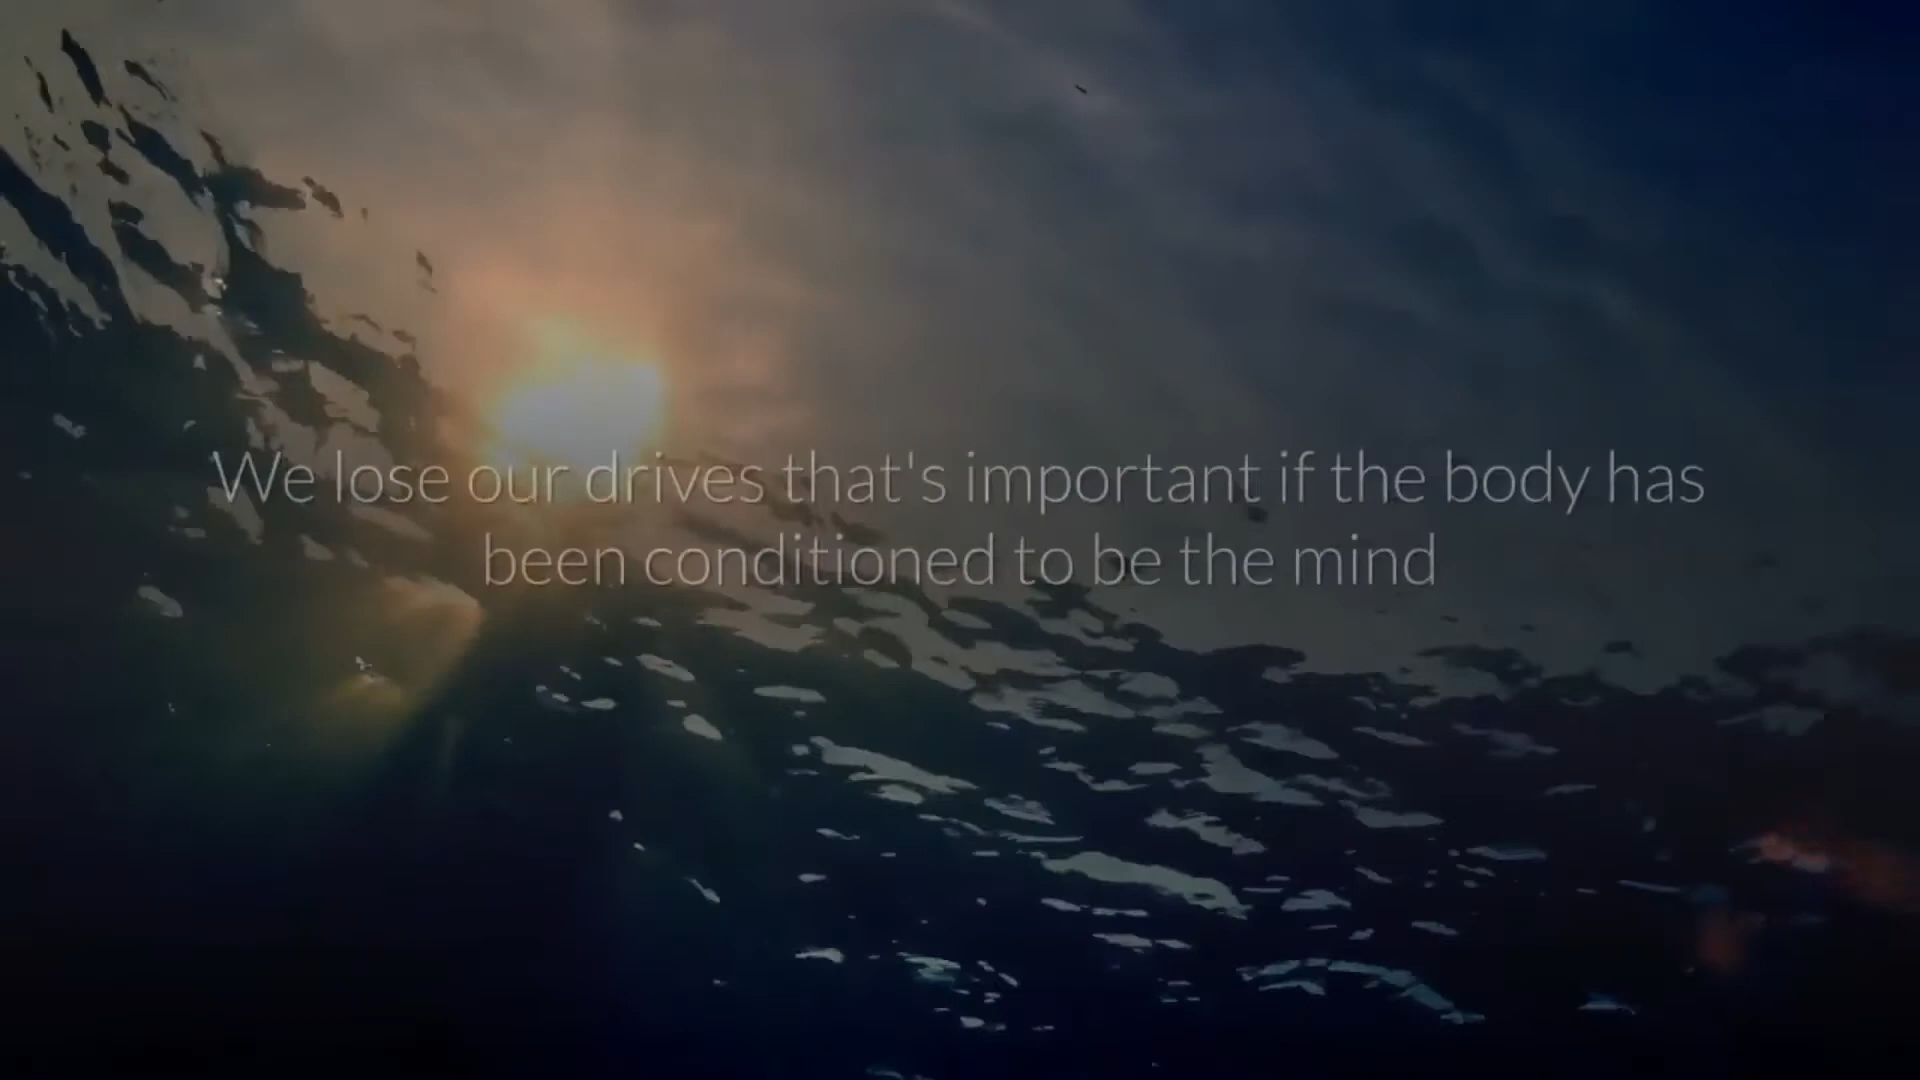 We lose our drives that's important if the body has
been conditioned to be the mind